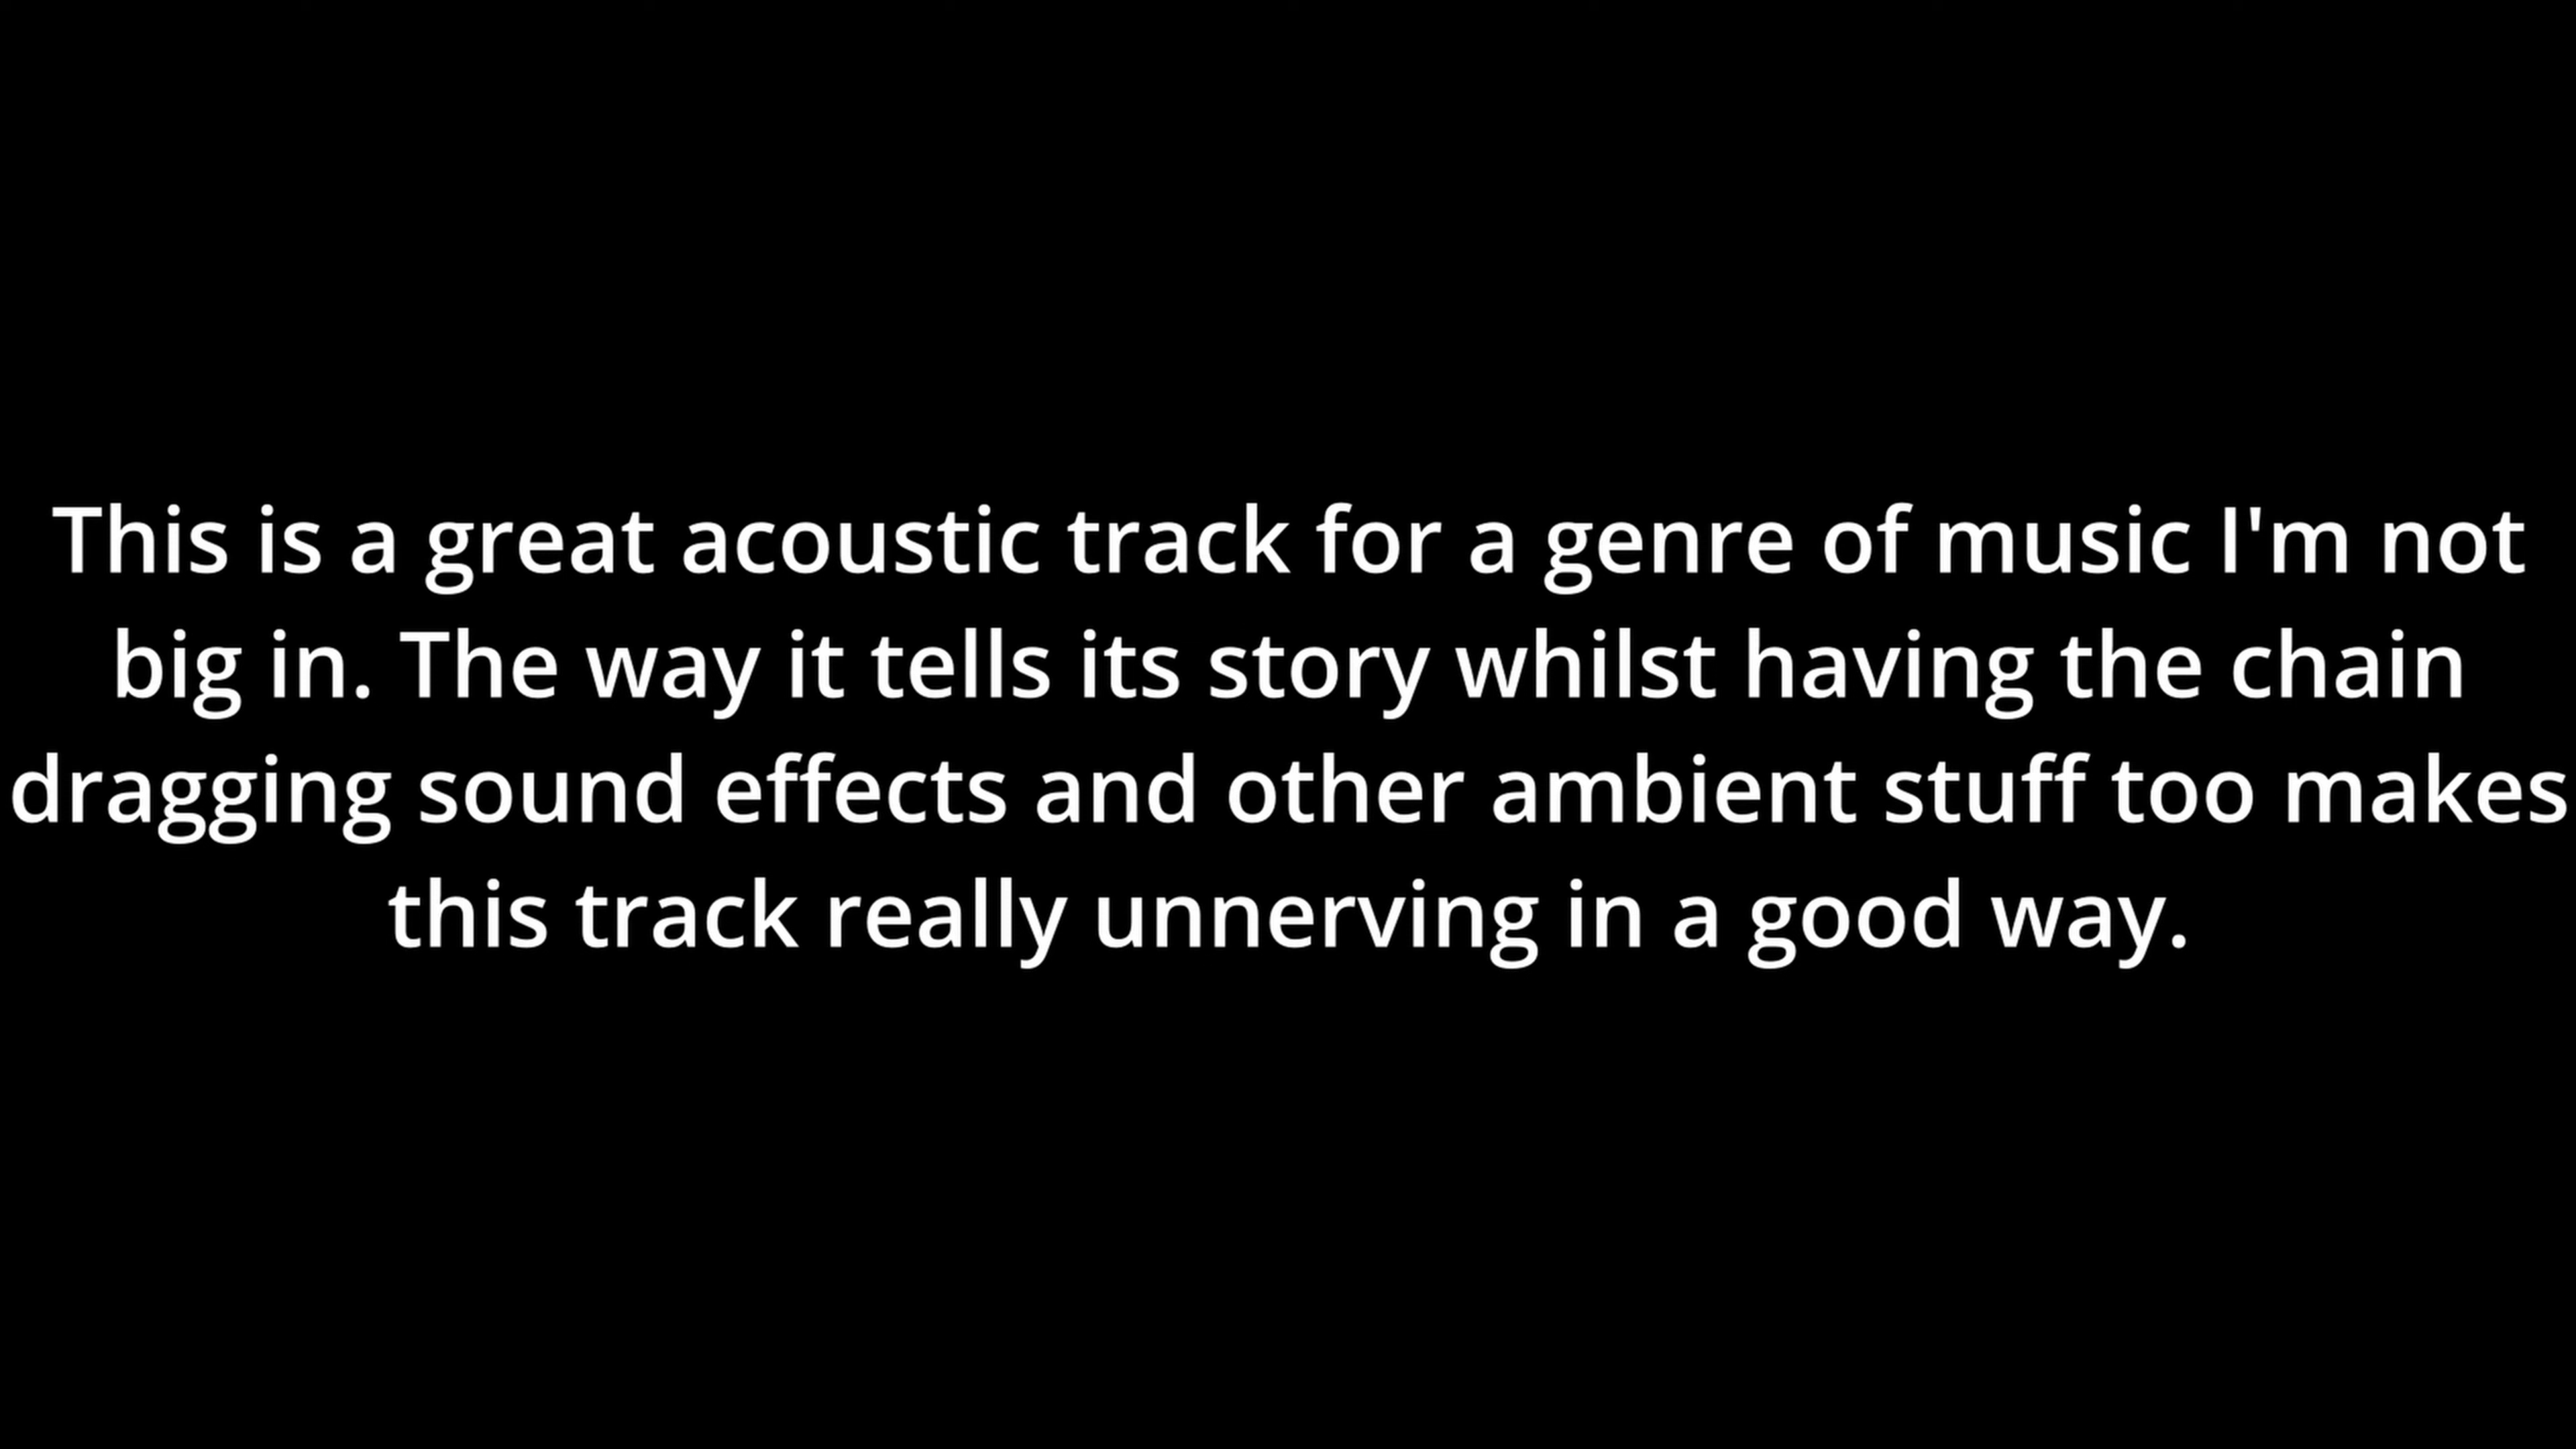 This is a great acoustic track for a genre of music I'm not
big in. The way it tells its story whilst having the chain
dragging sound effects and other ambient stuff too makes
this track really unnerving in a good way.